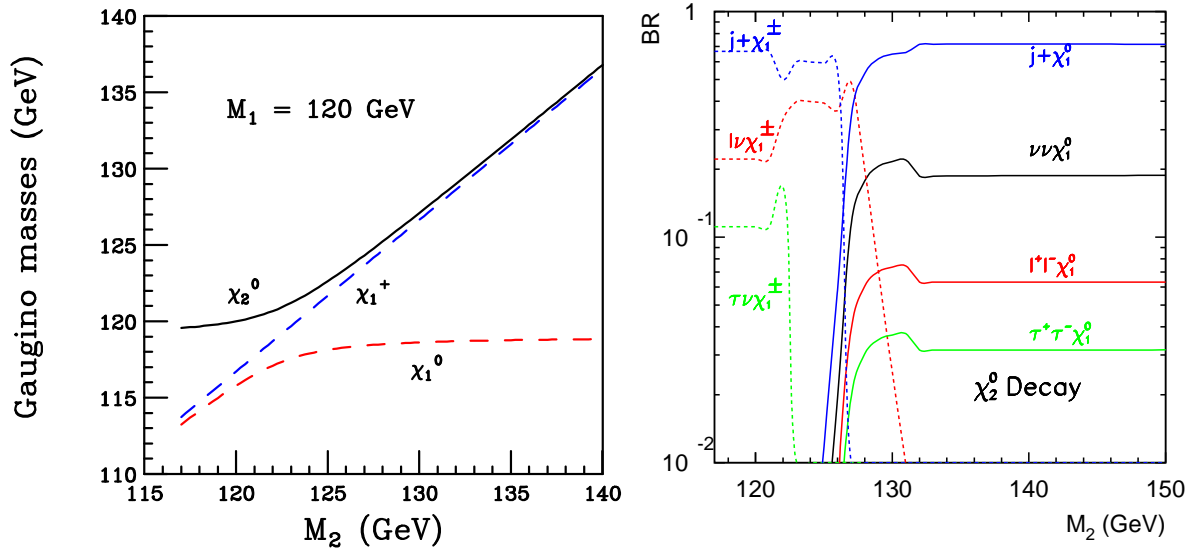 140
135
130
125
120
115
110
Gaugino masses (GeV)
M₁ = 120 GeV
χ₂⁰
χ₁⁺
χ₁⁰
115 120 125 130 135 140
M₂ (GeV)
BR
1
10⁻¹
10⁻²
j+χ₁±
j+χ₁⁰
lνχ₁±
ννχ₁⁰
τνχ₁±
l⁺l⁻χ₁⁰
τ⁺τ⁻χ₁⁰
χ₂⁰ Decay
120 130 140 150
M₂ (GeV)